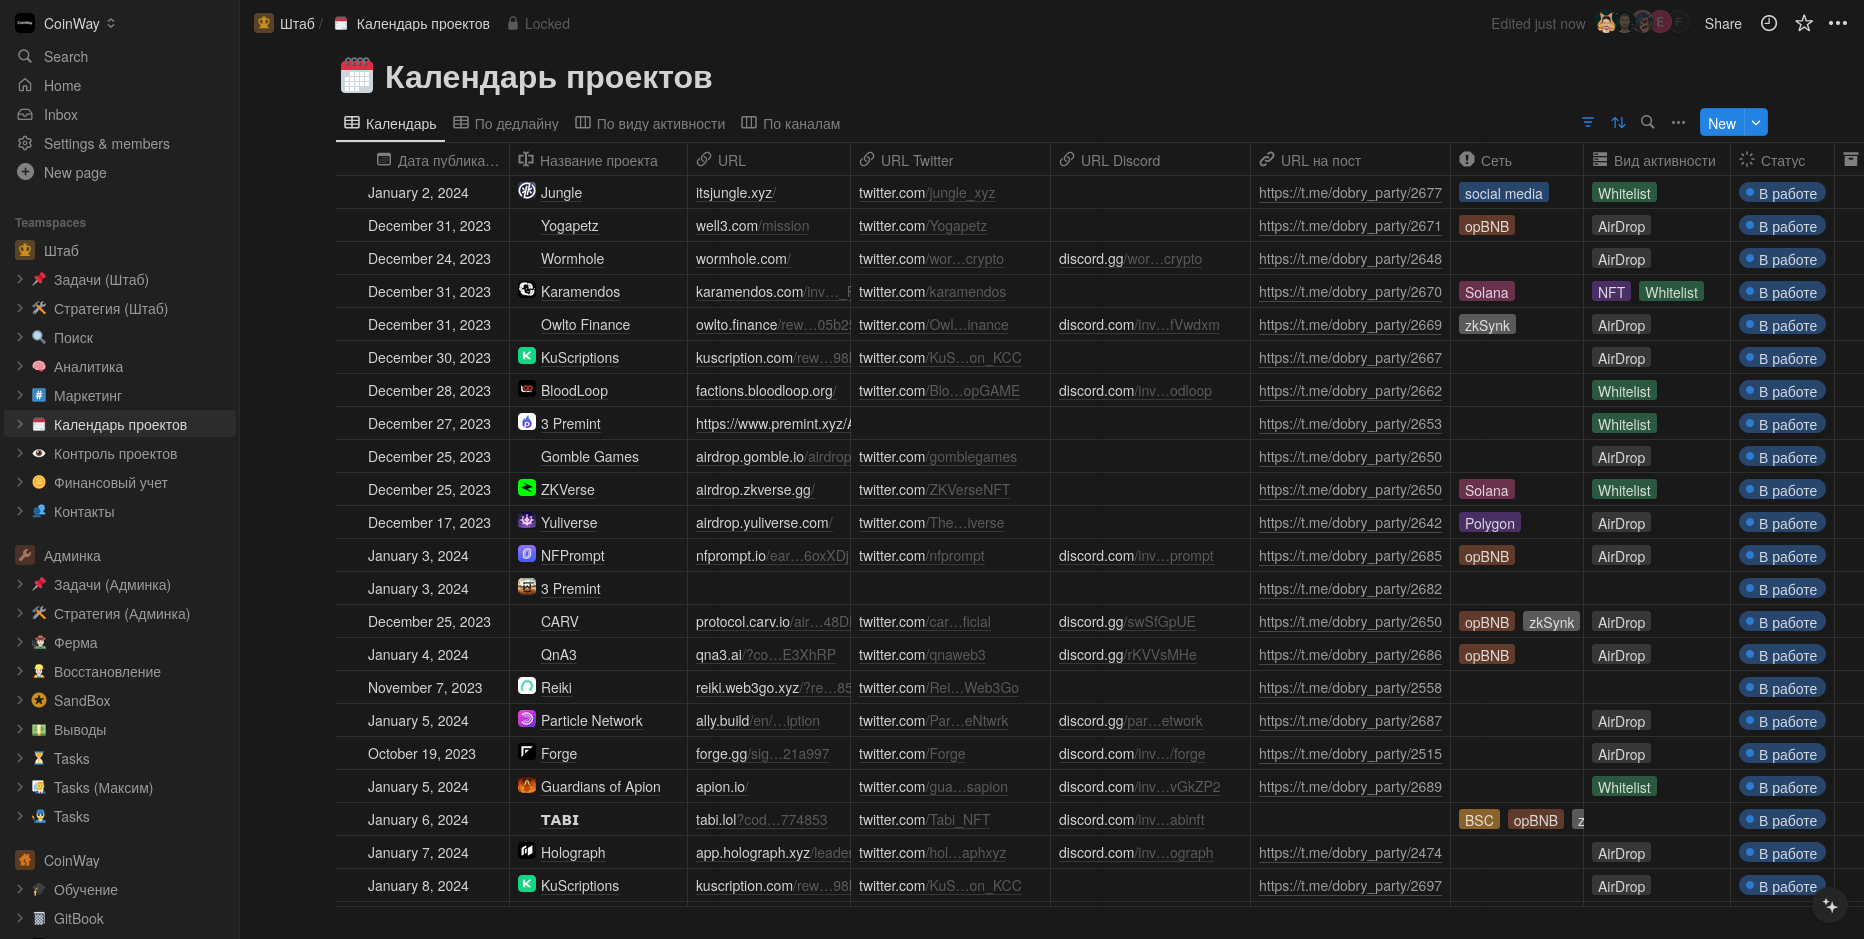 CoinWay
Search
Home
Inbox
Settings & members
New page
Teamspaces
Штаб
Задачи (Штаб)
Стратегия (Штаб)
Поиск
Аналитика
Маркетинг
Календарь проектов
Контроль проектов
Финансовый учет
Контакты
Админка
Задачи (Админка)
Стратегия (Админка)
Ферма
Восстановление
SandBox
Выводы
Tasks
Tasks (Максим)
Tasks
CoinWay
Обучение
GitBook
Штаб / Календарь проектов Locked
Edited just now E F Share
Календарь проектов
Календарь По дедлайну По виду активности По каналам New
Дата публика… Название проекта URL URL Twitter URL Discord URL на пост Сеть Вид активности Статус
January 2, 2024 Jungle itsjungle.xyz/ twitter.com/jungle_xyz https://t.me/dobry_party/2677 social media Whitelist В работе
December 31, 2023 Yogapetz well3.com/mission twitter.com/Yogapetz https://t.me/dobry_party/2671 opBNB AirDrop В работе
December 24, 2023 Wormhole wormhole.com/ twitter.com/wor…crypto discord.gg/wor…crypto https://t.me/dobry_party/2648 AirDrop В работе
December 31, 2023 Karamendos karamendos.com/inv…_F twitter.com/karamendos https://t.me/dobry_party/2670 Solana NFT Whitelist В работе
December 31, 2023 Owlto Finance owlto.finance/rew…05b25 twitter.com/Owl…inance discord.com/inv…fVwdxm https://t.me/dobry_party/2669 zkSynk AirDrop В работе
December 30, 2023 KuScriptions kuscription.com/rew…98 twitter.com/KuS…on_KCC https://t.me/dobry_party/2667 AirDrop В работе
December 28, 2023 BloodLoop factions.bloodloop.org/ twitter.com/Blo…opGAME discord.com/inv…odloop https://t.me/dobry_party/2662 Whitelist В работе
December 27, 2023 3 Premint https://www.premint.xyz/A https://t.me/dobry_party/2653 Whitelist В работе
December 25, 2023 Gomble Games airdrop.gomble.io/airdrop twitter.com/gomblegames https://t.me/dobry_party/2650 AirDrop В работе
December 25, 2023 ZKVerse airdrop.zkverse.gg/ twitter.com/ZKVerseNFT https://t.me/dobry_party/2650 Solana Whitelist В работе
December 17, 2023 Yuliverse airdrop.yuliverse.com/ twitter.com/The…iverse https://t.me/dobry_party/2642 Polygon AirDrop В работе
January 3, 2024 NFPrompt nfprompt.io/ear…6oxXDj twitter.com/nfprompt discord.com/inv…prompt https://t.me/dobry_party/2685 opBNB AirDrop В работе
January 3, 2024 3 Premint https://t.me/dobry_party/2682 В работе
December 25, 2023 CARV protocol.carv.io/air…48D twitter.com/car…ficial discord.gg/swSfGpUE https://t.me/dobry_party/2650 opBNB zkSynk AirDrop В работе
January 4, 2024 QnA3 qna3.ai/?co…E3XhRP twitter.com/qnaweb3 discord.gg/rKVVsMHe https://t.me/dobry_party/2686 opBNB AirDrop В работе
November 7, 2023 Reiki reiki.web3go.xyz/?re…85 twitter.com/Rei…Web3Go https://t.me/dobry_party/2558 В работе
January 5, 2024 Particle Network ally.build/en/…iption twitter.com/Par…eNtwrk discord.gg/par…etwork https://t.me/dobry_party/2687 AirDrop В работе
October 19, 2023 Forge forge.gg/sig…21a997 twitter.com/Forge discord.com/inv…/forge https://t.me/dobry_party/2515 AirDrop В работе
January 5, 2024 Guardians of Apion apion.io/ twitter.com/gua…sapion discord.com/inv…vGkZP2 https://t.me/dobry_party/2689 Whitelist В работе
January 6, 2024 TABI tabi.lol?cod…774853 twitter.com/Tabi_NFT discord.com/inv…abinft BSC opBNB z В работе
January 7, 2024 Holograph app.holograph.xyz/leader twitter.com/hol…aphxyz discord.com/inv…ograph https://t.me/dobry_party/2474 AirDrop В работе
January 8, 2024 KuScriptions kuscription.com/rew…98 twitter.com/KuS…on_KCC https://t.me/dobry_party/2697 AirDrop В работе